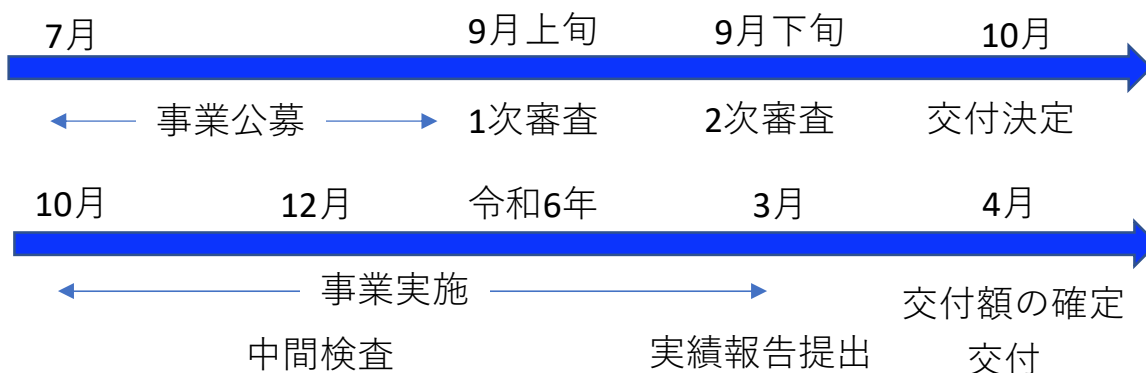 7月 9月上旬 9月下旬 10月
事業公募 1次審査 2次審査 交付決定
10月 12月 令和6年 3月 4月
事業実施 交付額の確定
中間検査 実績報告提出 交付